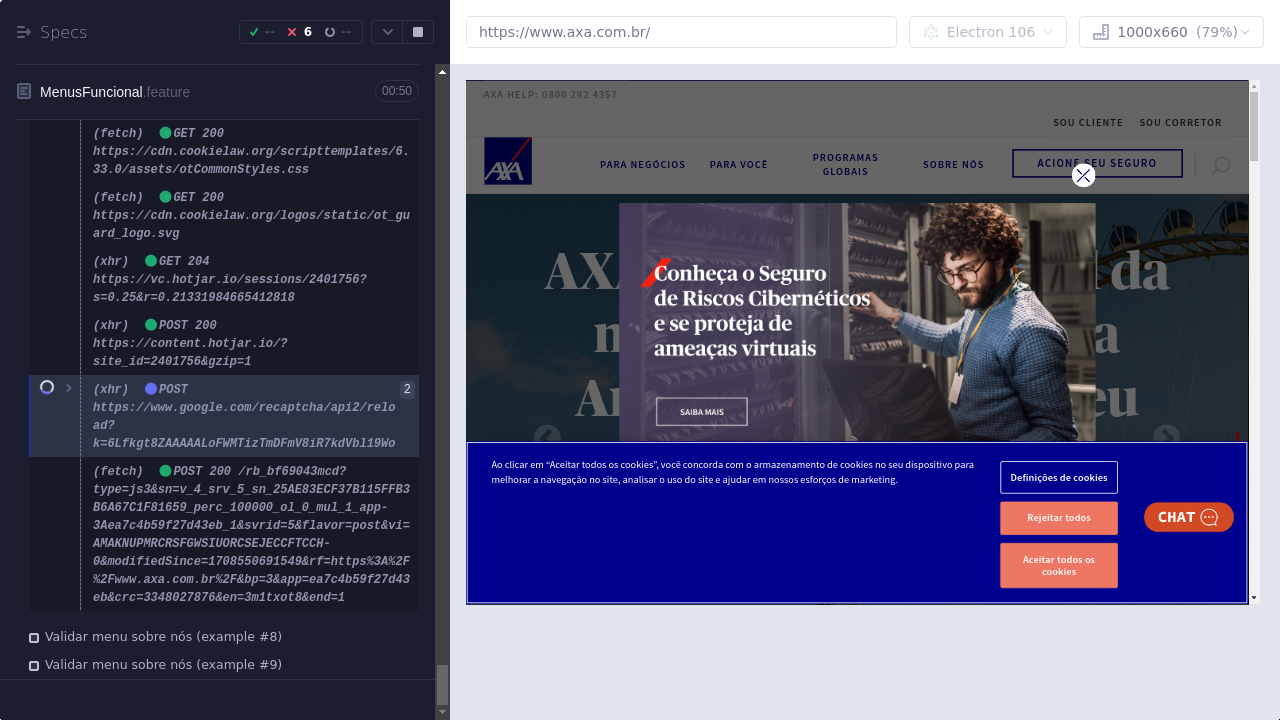 Specs
--
6
--
https://www.axa.com.br/
Electron 106
1000x660 (79%)
MenusFuncional.feature
00:50
(fetch) GET 200
https://cdn.cookielaw.org/scripttemplates/6.
33.0/assets/otCommonStyles.css
(fetch) GET 200
https://cdn.cookielaw.org/logos/static/ot_gu
ard_logo.svg
(xhr) GET 204
https://vc.hotjar.io/sessions/2401756?
s=0.25&r=0.21331984665412818
(xhr) POST 200
https://content.hotjar.io/?
site_id=2401756&gzip=1
(xhr) POST
2
https://www.google.com/recaptcha/api2/relo
ad?
k=6Lfkgt8ZAAAAALoFWMTizTmDFmV8iR7kdVbl19Wo
(fetch) POST 200 /rb_bf69043mcd?
type=js3&sn=v_4_srv_5_sn_25AE83DF37E115FFB3
B6A67C1F81659_perc_100000_ol_0_mul_1_app-
3Aea7c4b59f27d43eb_1&svrid=5&flavor=post&vi=
AMAKNUPMRCRSFGWSIUORCSEJECCFTCCH-
0&modifiedSince=1708550691549&rf=https%3A%2F
%2Fwww.axa.com.br%2F&bp=3&app=ea7c4b59f27d43
eb&crc=3348027876&en=3m1txot8&end=1
Validar menu sobre nós (example #8)
Validar menu sobre nós (example #9)
AXA HELP: 0800 292 4357
SOU CLIENTE
SOU CORRETOR
AXA
PARA NEGÓCIOS
PARA VOCÊ
PROGRAMAS
GLOBAIS
SOBRE NÓS
ACIONE SEU SEGURO
Conheça o Seguro
de Riscos Cibernéticos
e se proteja de
ameaças virtuais
SAIBA MAIS
Ao clicar em “Aceitar todos os cookies”, você concorda com o armazenamento de cookies no seu dispositivo para
melhorar a navegação no site, analisar o uso do site e ajudar em nossos esforços de marketing.
Definições de cookies
Rejeitar todos
Aceitar todos os
cookies
CHAT